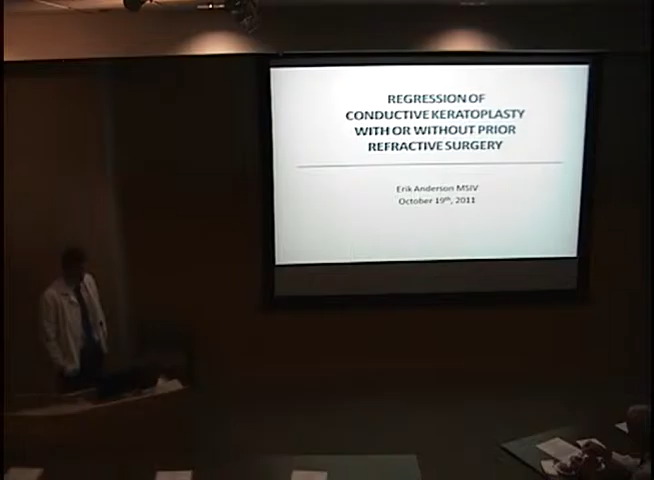 REGRESSION OF
CONDUCTIVE KERATOPLASTY
WITH OR WITHOUT PRIOR
REFRACTIVE SURGERY
Erik Anderson MSIV
October 19th, 2011